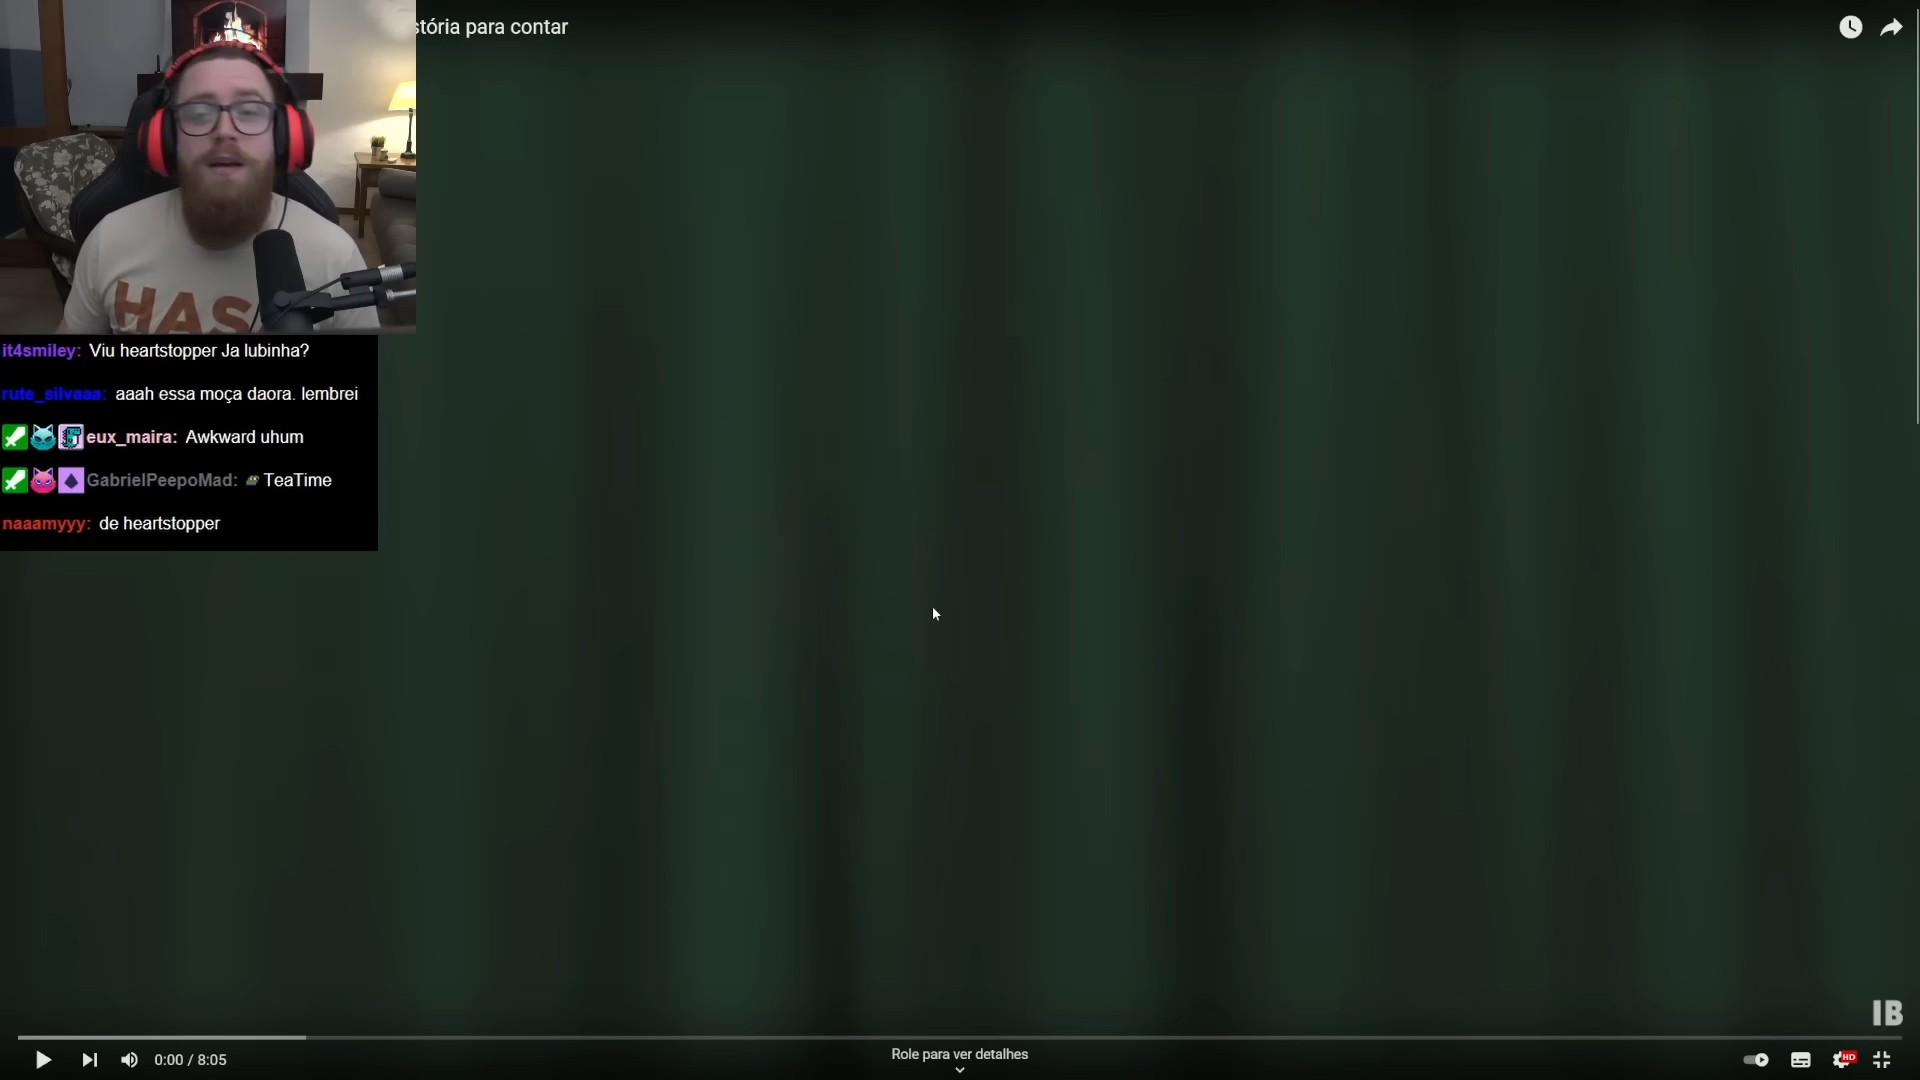 stória para contar
HAS
it4smiley: Viu heartstopper Ja lubinha?
rute_silvaaa: aaah essa moça daora. lembrei
eux_maira: Awkward uhum
GabrielPeepoMad: TeaTime
naaamyyy: de heartstopper
IB
0:00 / 8:05
Role para ver detalhes
HD